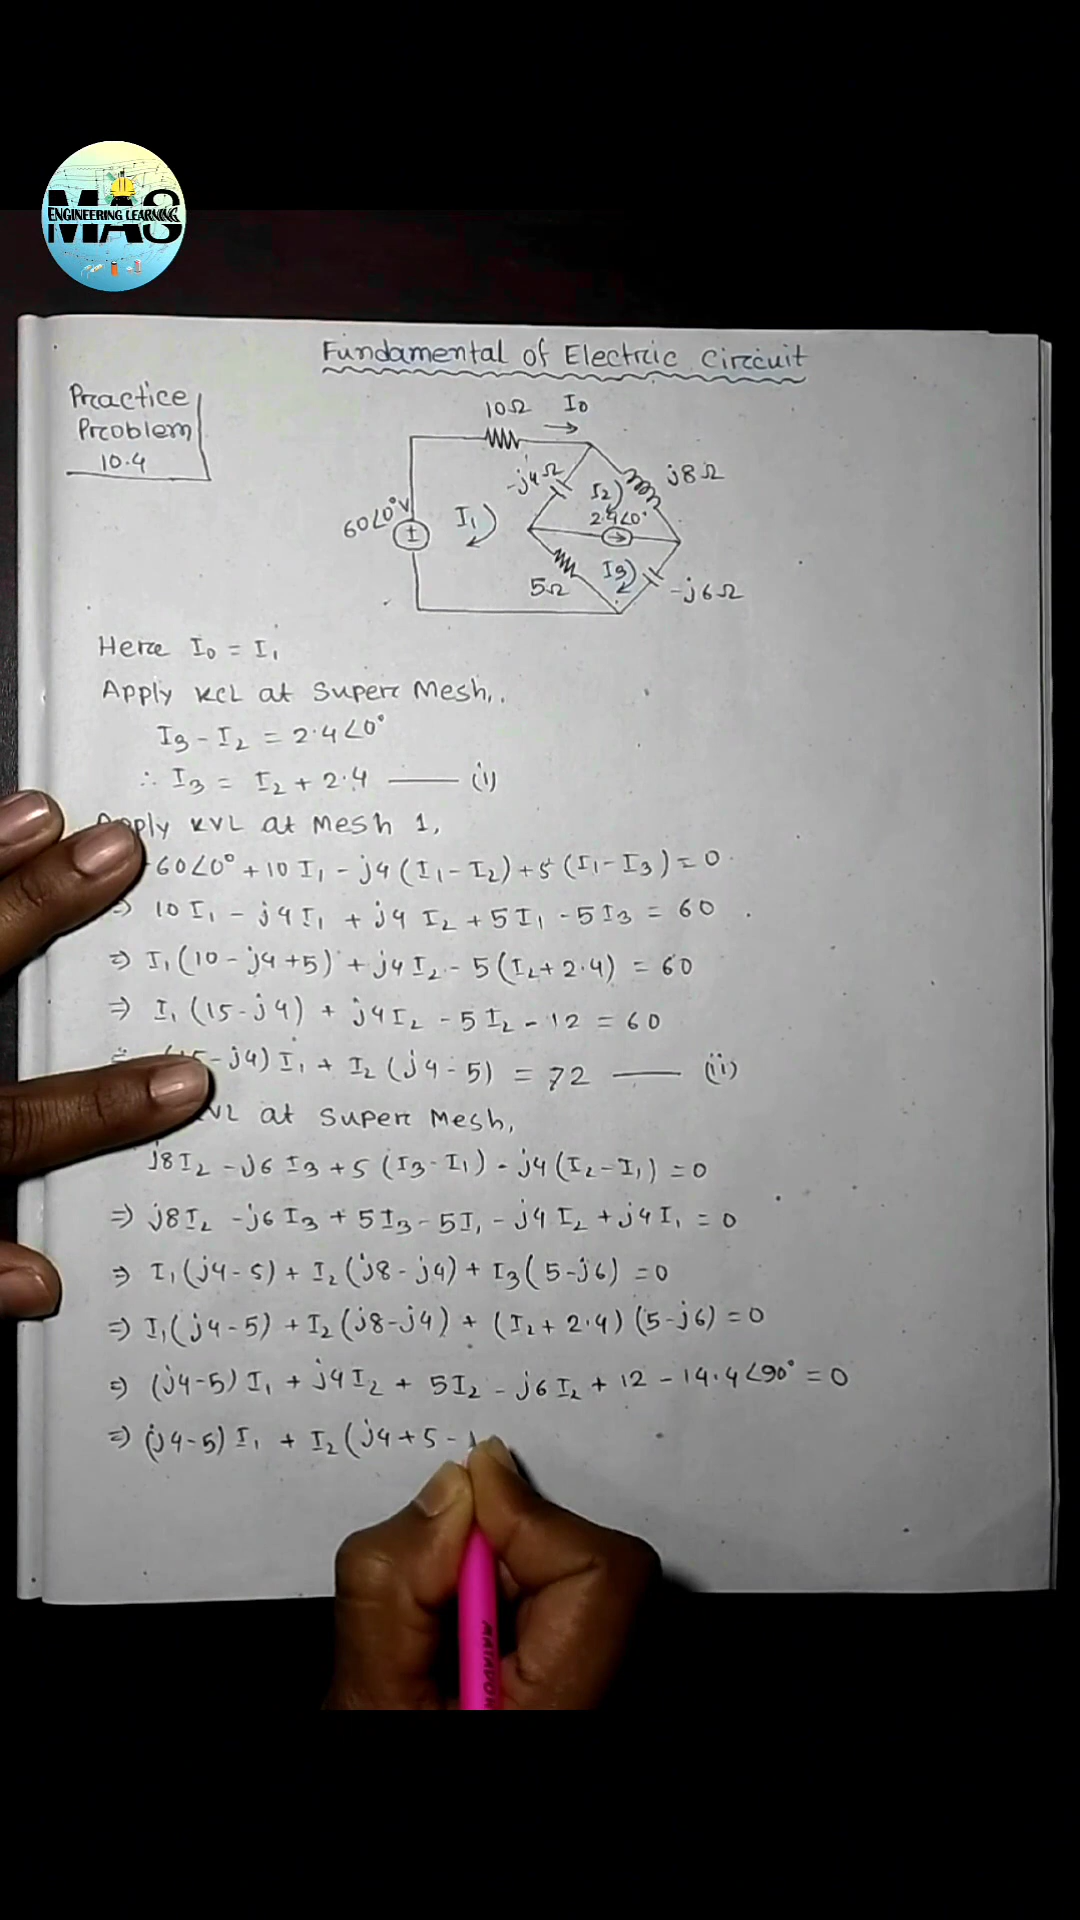 MAS
ENGINEERING LEARNING
Fundamental of Electric Circuit
Practice
Problem
10.4
10Ω I₀
-j4Ω
j8Ω
I₂
2.4∠0°
60∠0° V
I₁
5Ω
I₃
-j6Ω
Here I₀ = I₁
Apply KCL at Super Mesh,
I₃ - I₂ = 2.4∠0°
∴ I₃ = I₂ + 2.4 —— (i)
Apply KVL at Mesh 1,
-60∠0° + 10 I₁ - j4 (I₁ - I₂) + 5 (I₁ - I₃) = 0
⇒ 10 I₁ - j4 I₁ + j4 I₂ + 5 I₁ - 5 I₃ = 60
⇒ I₁ (10 - j4 + 5) + j4 I₂ - 5 (I₂ + 2.4) = 60
⇒ I₁ (15 - j4) + j4 I₂ - 5 I₂ - 12 = 60
(15 - j4) I₁ + I₂ (j4 - 5) = 72 —— (ii)
KVL at Super Mesh,
j8 I₂ - j6 I₃ + 5 (I₃ - I₁) - j4 (I₂ - I₁) = 0
⇒ j8 I₂ - j6 I₃ + 5 I₃ - 5 I₁ - j4 I₂ + j4 I₁ = 0
⇒ I₁ (j4 - 5) + I₂ (j8 - j4) + I₃ (5 - j6) = 0
⇒ I₁ (j4 - 5) + I₂ (j8 - j4) + (I₂ + 2.4) (5 - j6) = 0
⇒ (j4 - 5) I₁ + j4 I₂ + 5 I₂ - j6 I₂ + 12 - 14.4∠90° = 0
⇒ (j4 - 5) I₁ + I₂ (j4 + 5 -
MATADOR